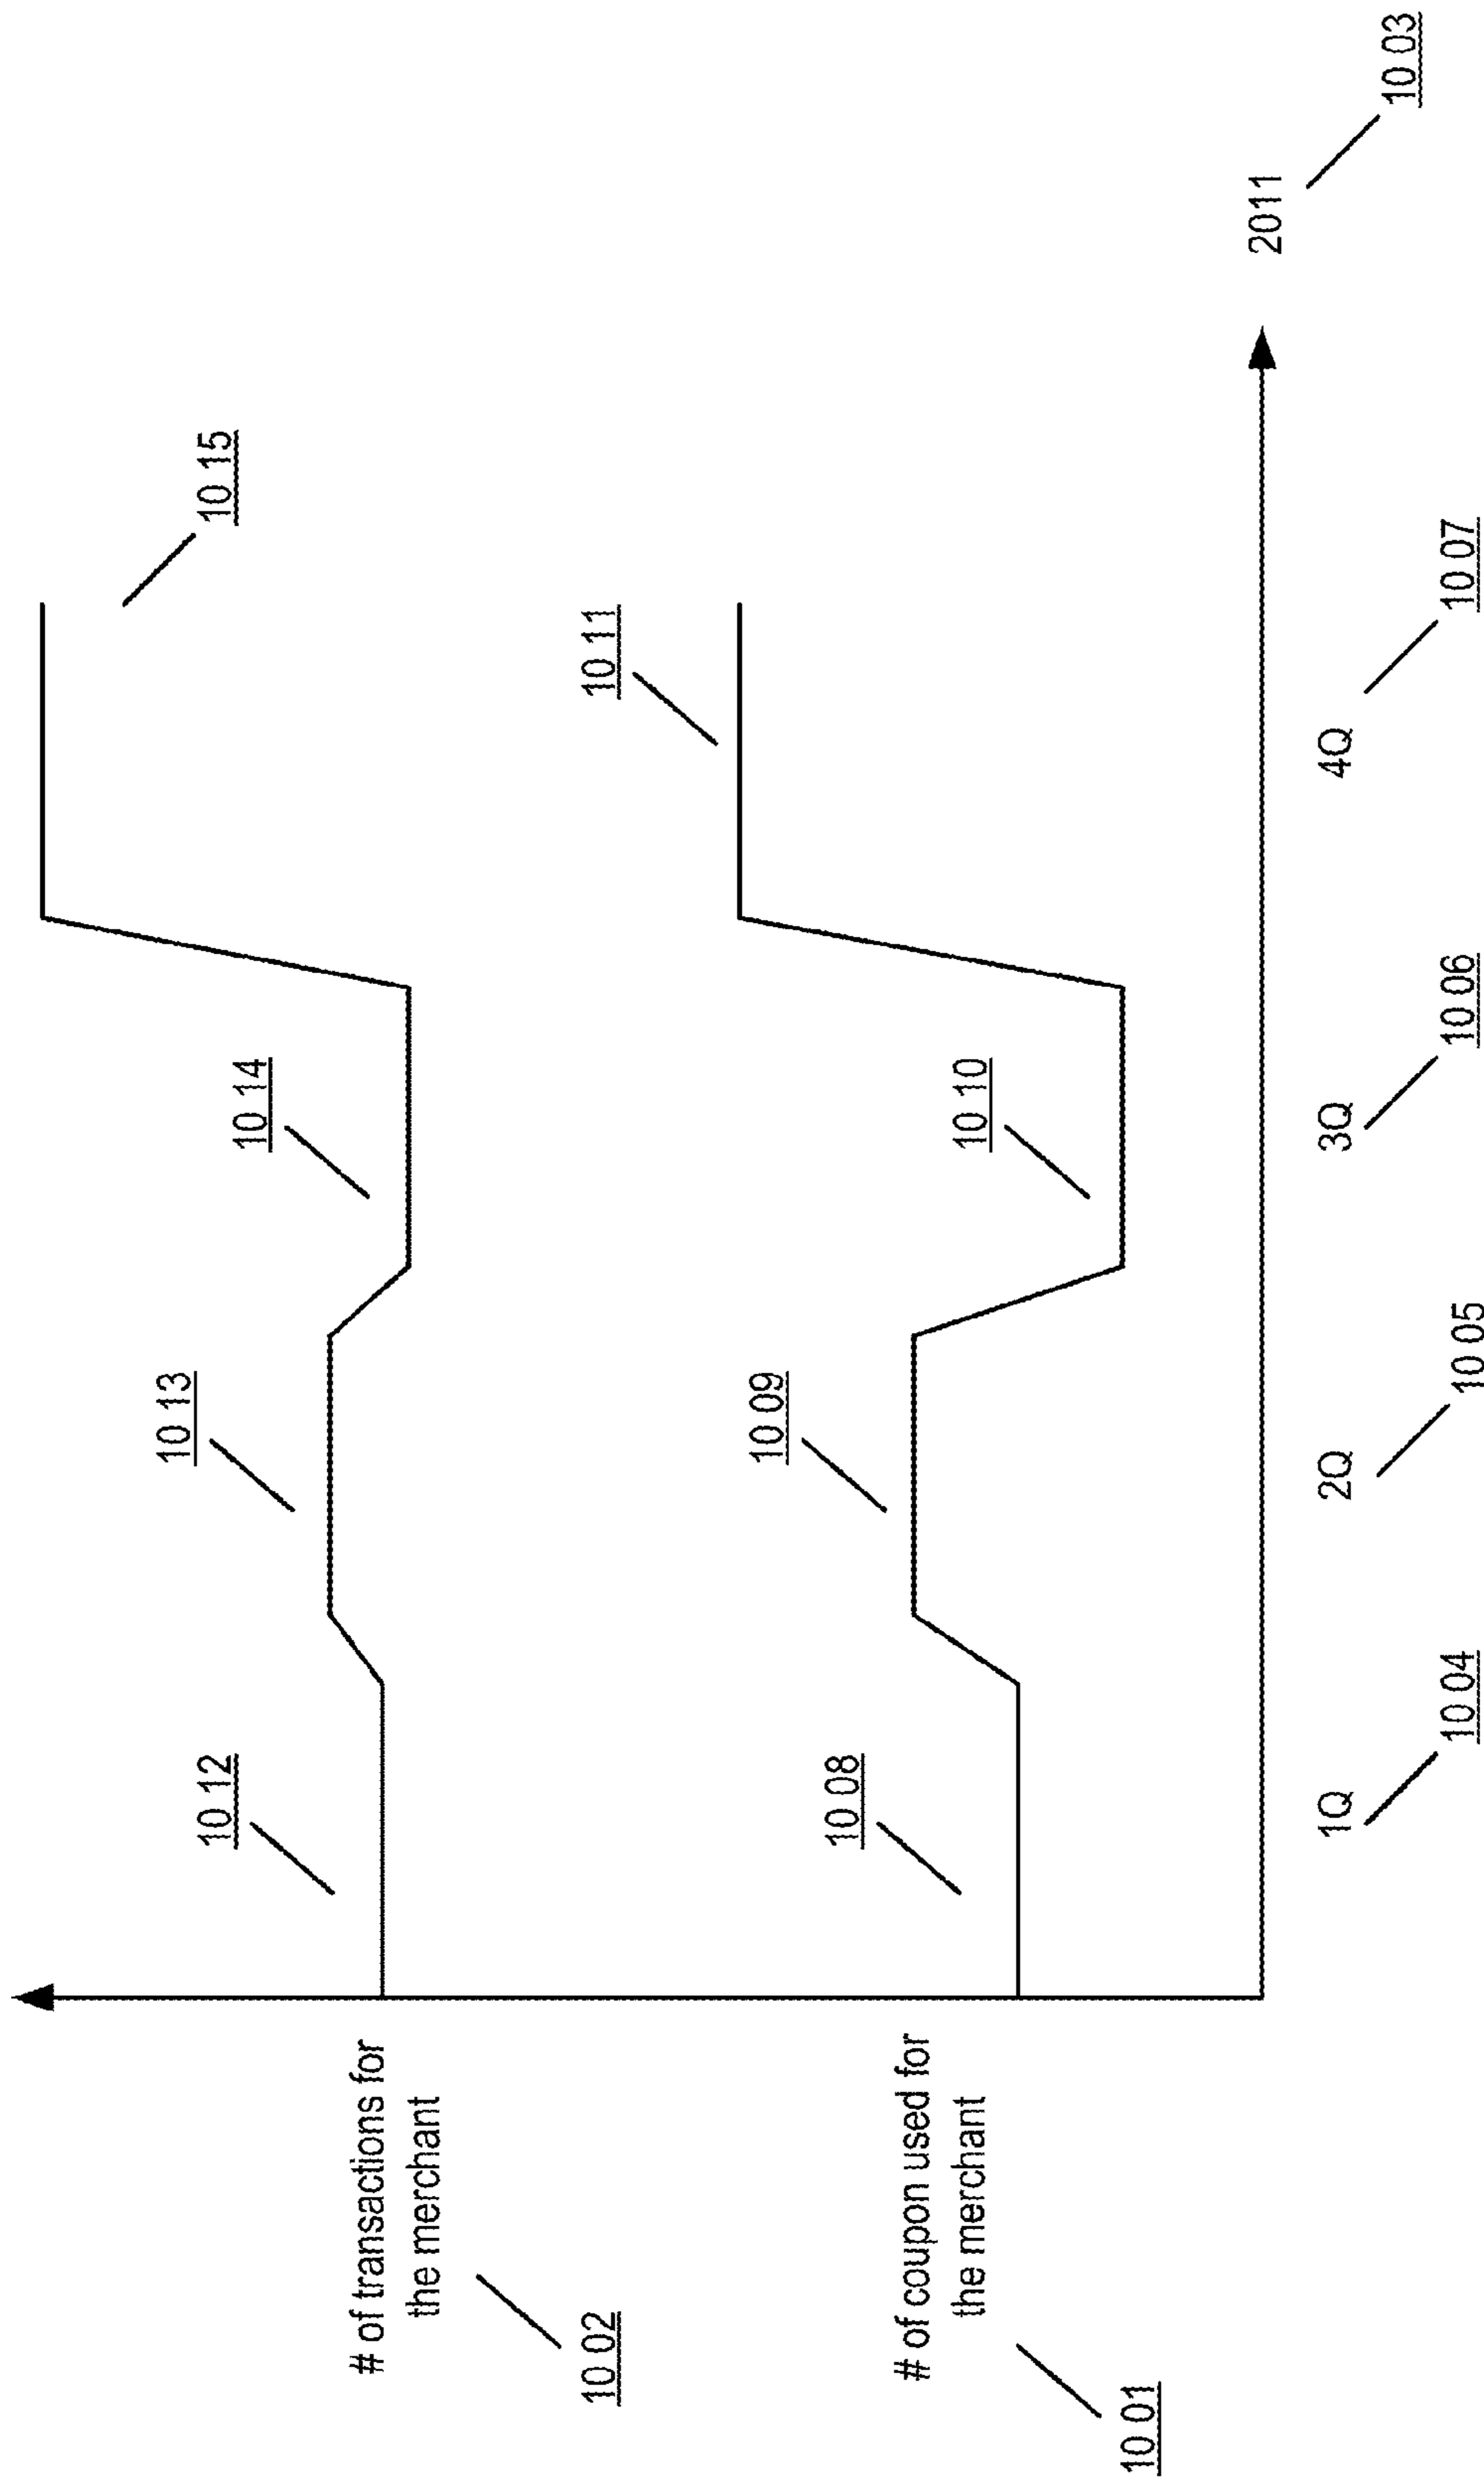 10 15
10 13
10 12
10 14
# of transactions for
the merchant
10 02
10 11
10 09
10 08
10 10
# of coupon used for
the merchant
10 01
2011
10 03
1Q
2Q
3Q
4Q
10 04
10 05
10 06
10 07